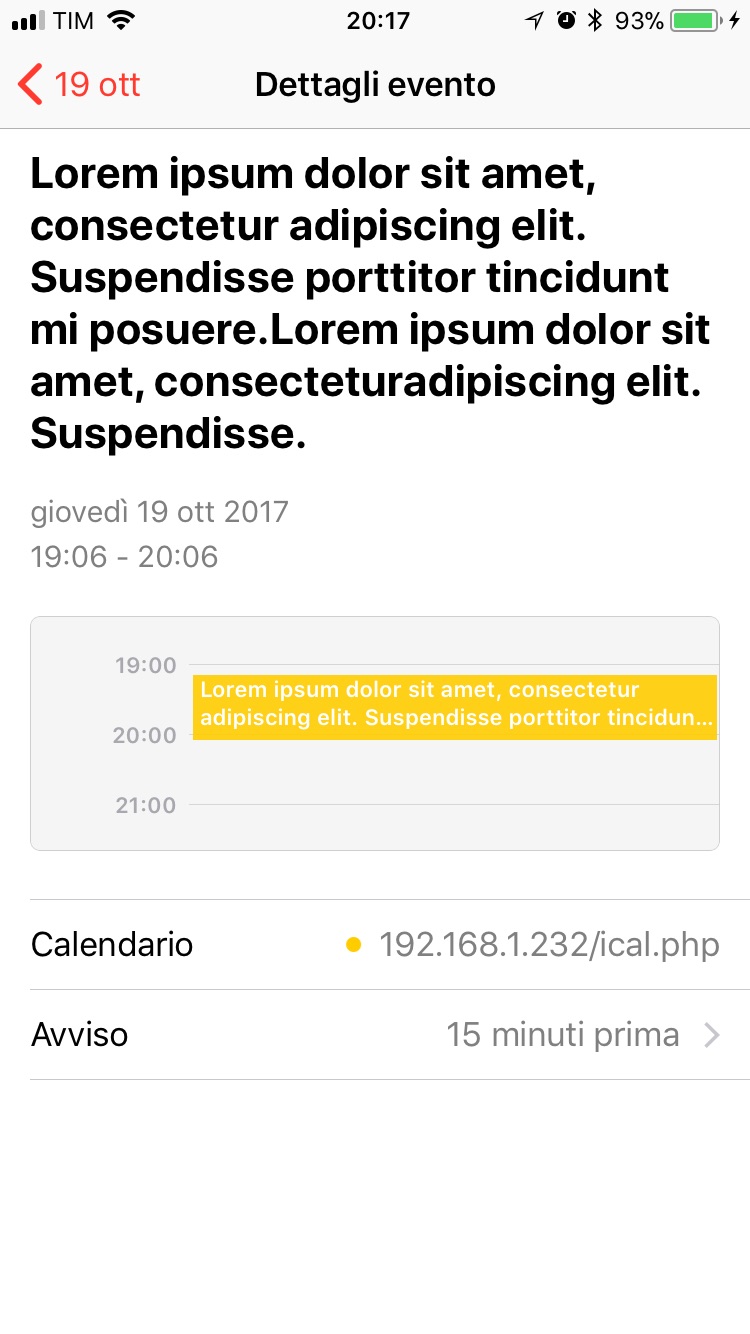 TIM 20:17 93%
19 ott Dettagli evento
Lorem ipsum dolor sit amet,
consectetur adipiscing elit.
Suspendisse porttitor tincidunt
mi posuere.Lorem ipsum dolor sit
amet, consecteturadipiscing elit.
Suspendisse.
giovedì 19 ott 2017
19:06 - 20:06
19:00
Lorem ipsum dolor sit amet, consectetur
adipiscing elit. Suspendisse porttitor tincidun...
20:00
21:00
Calendario 192.168.1.232/ical.php
Avviso 15 minuti prima